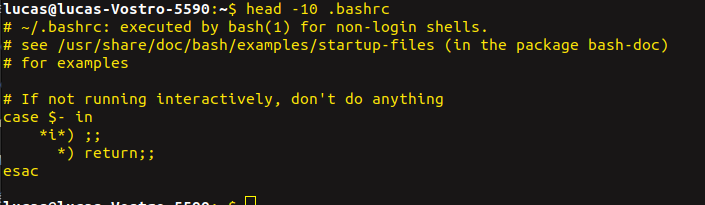 lucas@lucas-Vostro-5590:~$ head -10 .bashrc
# ~/.bashrc: executed by bash(1) for non-login shells.
# see /usr/share/doc/bash/examples/startup-files (in the package bash-doc)
# for examples

# If not running interactively, don't do anything
case $- in
    *i*) ;;
      *) return;;
esac

lucas@lucas-Vostro-5590:~$